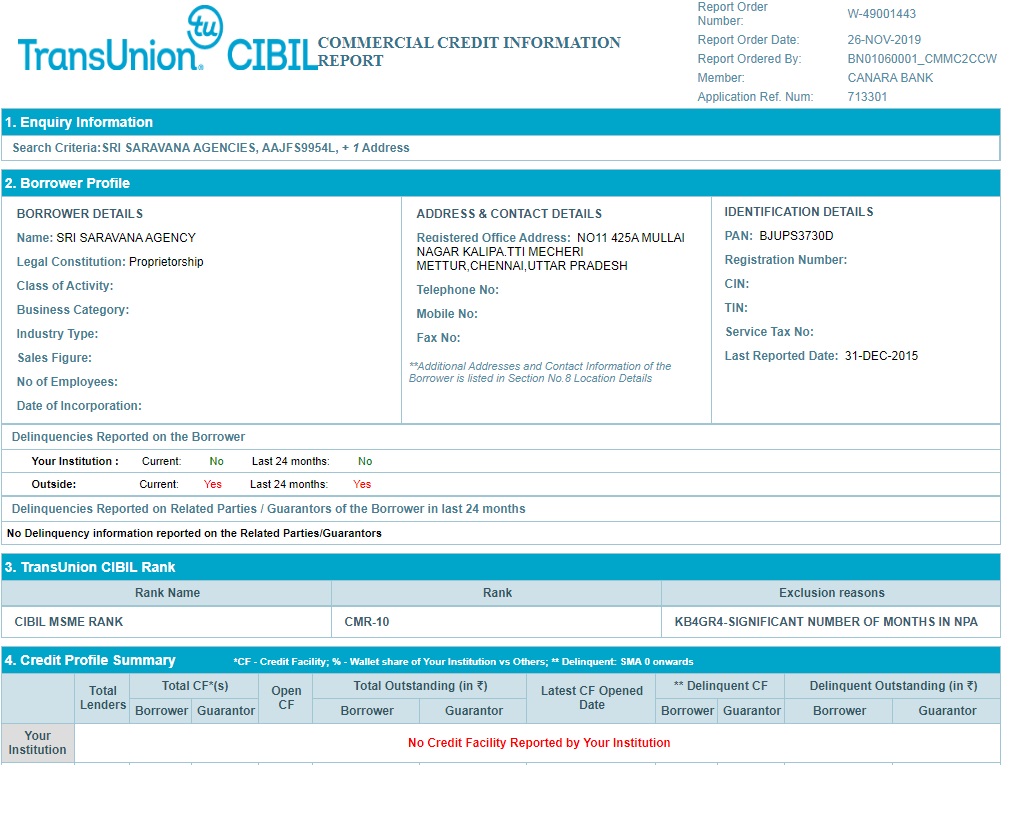 tu
TransUnion® CIBIL
COMMERCIAL CREDIT INFORMATION
REPORT
Report Order
Number: W-49001443
Report Order Date: 26-NOV-2019
Report Ordered By: BN01060001_CMMC2CCW
Member: CANARA BANK
Application Ref. Num: 713301
1. Enquiry Information
Search Criteria:SRI SARAVANA AGENCIES, AAJFS9954L, + 1 Address
2. Borrower Profile
BORROWER DETAILS
Name: SRI SARAVANA AGENCY
Legal Constitution: Proprietorship
Class of Activity:
Business Category:
Industry Type:
Sales Figure:
No of Employees:
Date of Incorporation:
ADDRESS & CONTACT DETAILS
Registered Office Address: NO11 425A MULLAI
NAGAR KALIPA.TTI MECHERI
METTUR,CHENNAI,UTTAR PRADESH
Telephone No:
Mobile No:
Fax No:
**Additional Addresses and Contact Information of the
Borrower is listed in Section No.8 Location Details
IDENTIFICATION DETAILS
PAN: BJUPS3730D
Registration Number:
CIN:
TIN:
Service Tax No:
Last Reported Date: 31-DEC-2015
Delinquencies Reported on the Borrower
Your Institution : Current: No Last 24 months: No
Outside: Current: Yes Last 24 months: Yes
Delinquencies Reported on Related Parties / Guarantors of the Borrower in last 24 months
No Delinquency information reported on the Related Parties/Guarantors
3. TransUnion CIBIL Rank
Rank Name Rank Exclusion reasons
CIBIL MSME RANK CMR-10 KB4GR4-SIGNIFICANT NUMBER OF MONTHS IN NPA
4. Credit Profile Summary *CF - Credit Facility; % - Wallet share of Your Institution vs Others; ** Delinquent: SMA 0 onwards
Total
Lenders
Total CF*(s)
Borrower Guarantor
Open
CF
Total Outstanding (in ₹)
Borrower Guarantor
Latest CF Opened
Date
** Delinquent CF
Borrower Guarantor
Delinquent Outstanding (in ₹)
Borrower Guarantor
Your
Institution
No Credit Facility Reported by Your Institution